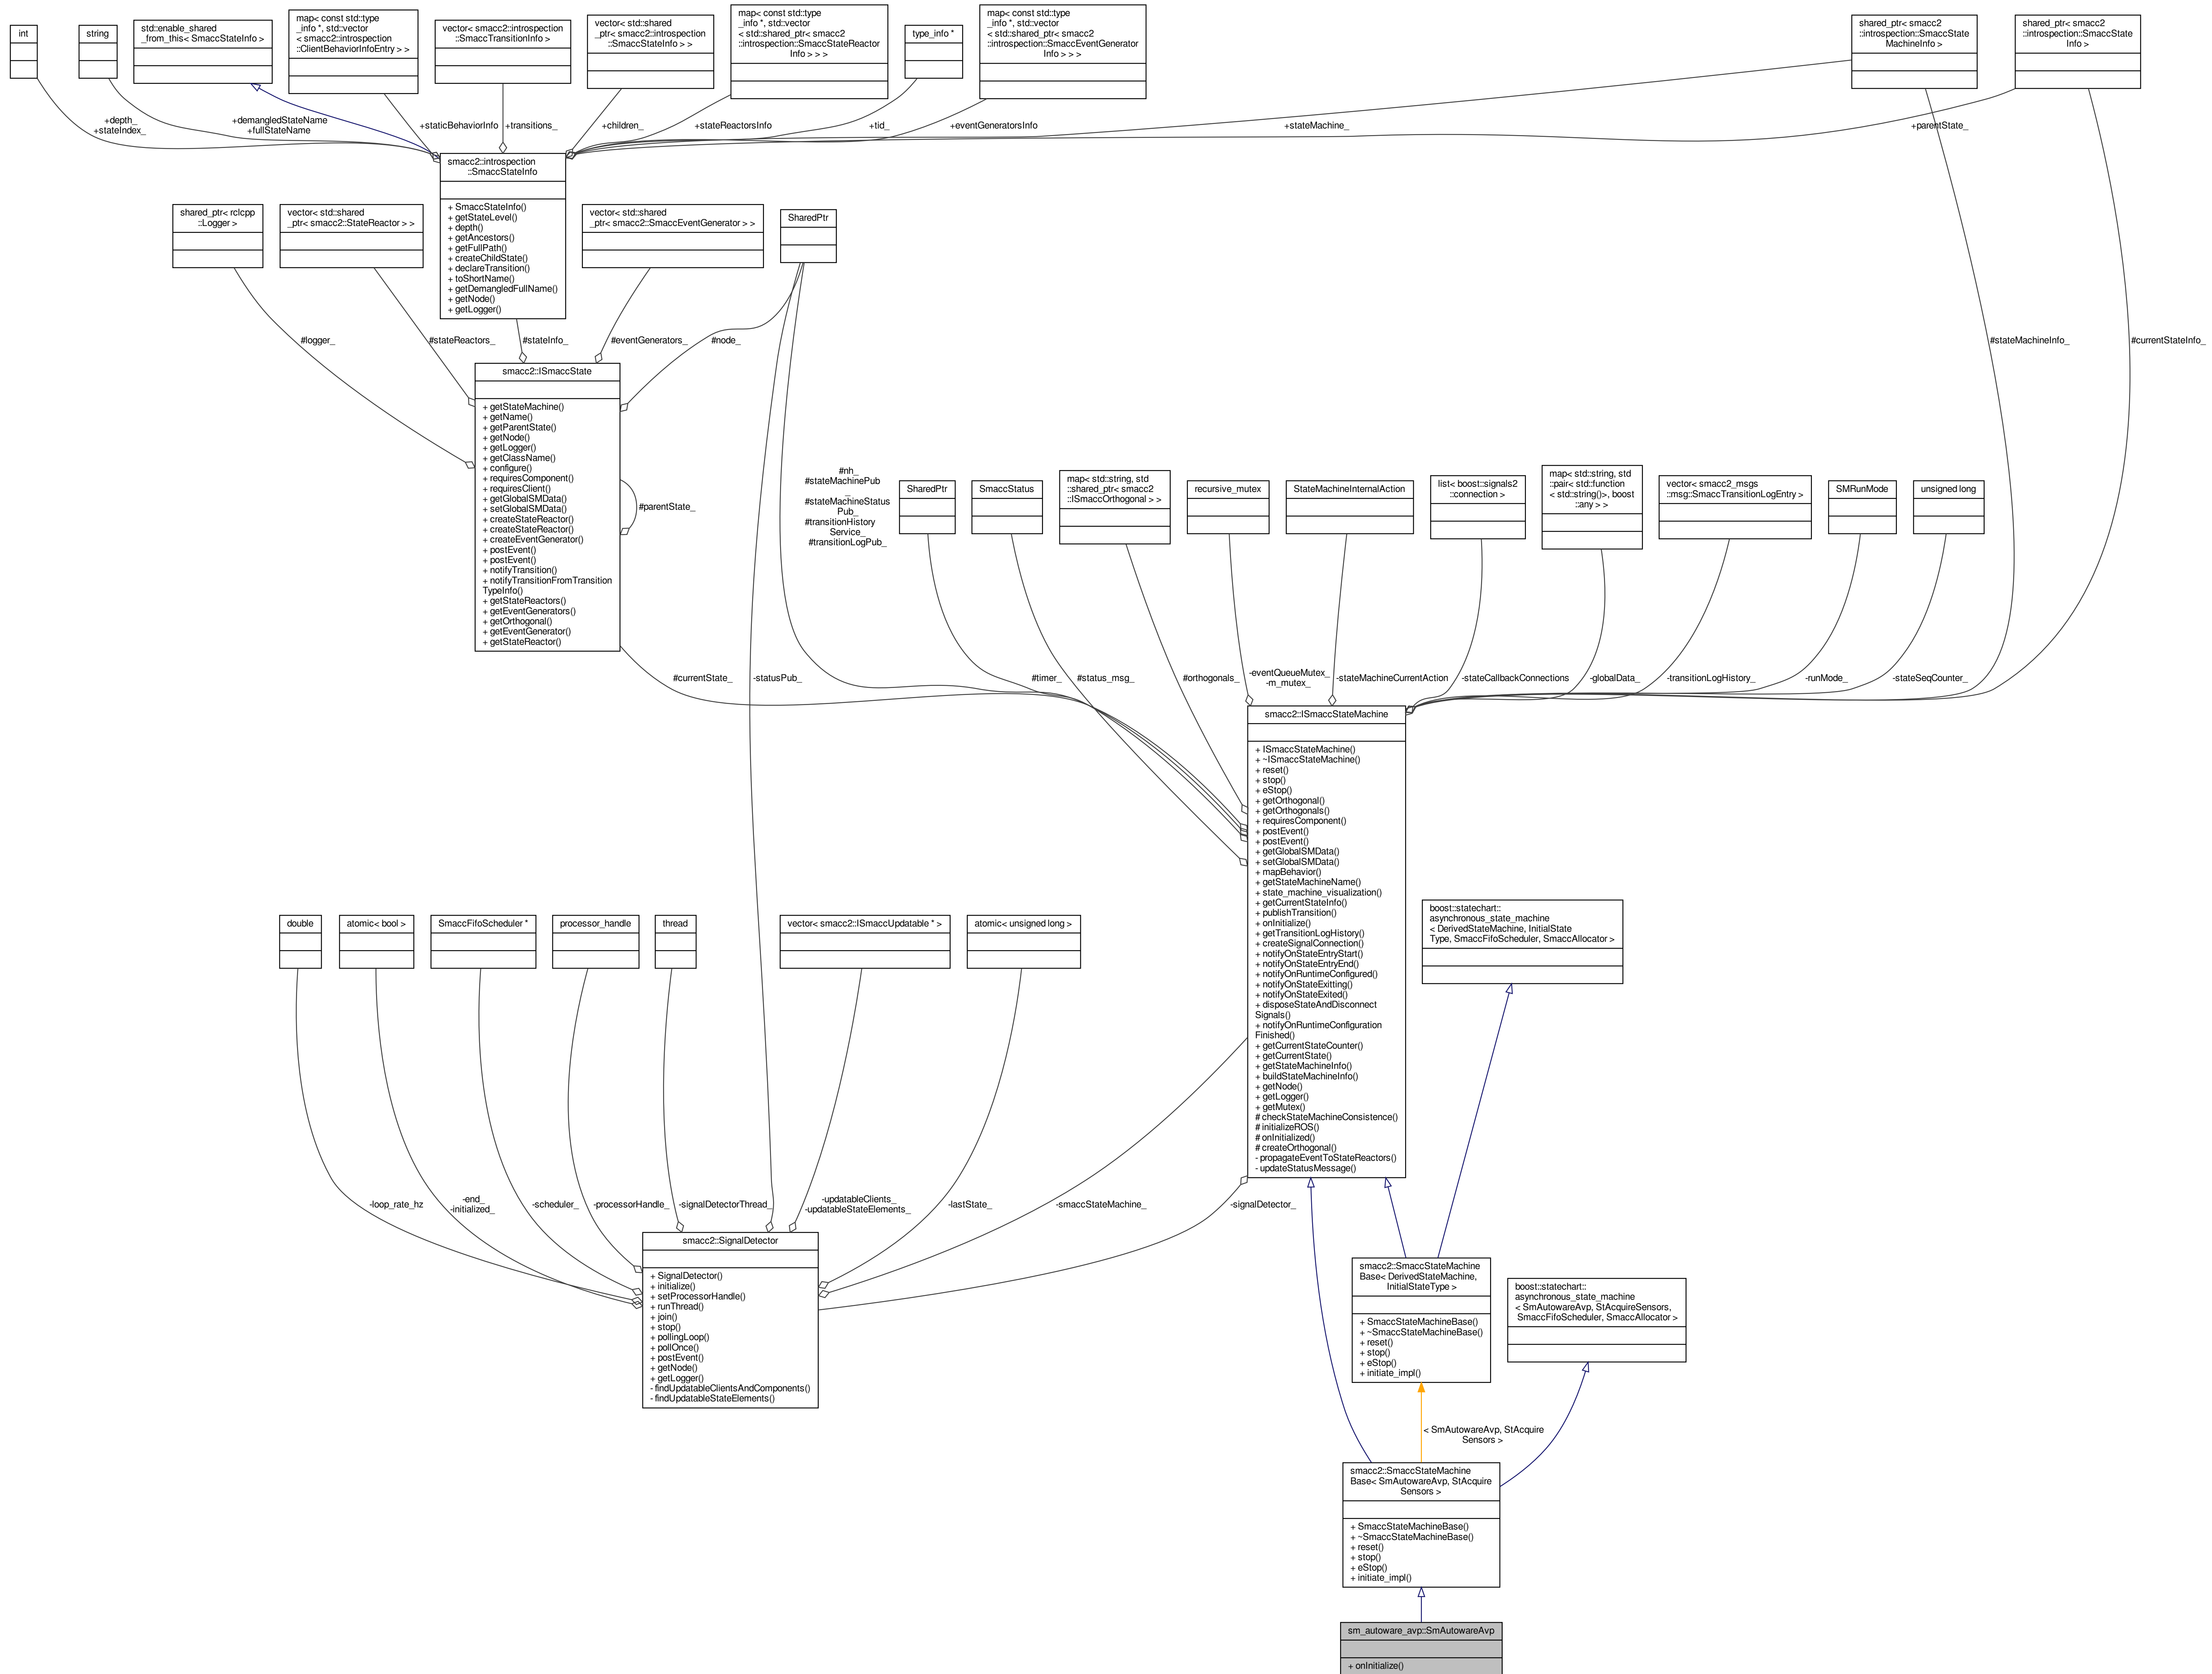 int
string
std::enable_shared
_from_this< SmaccStateInfo >
map< const std::type
_info *, std::vector
< smacc2::introspection
::ClientBehaviorInfoEntry > >
vector< smacc2::introspection
::SmaccTransitionInfo >
vector< std::shared
_ptr< smacc2::introspection
::SmaccStateInfo > >
map< const std::type
_info *, std::vector
< std::shared_ptr< smacc2
::introspection::SmaccStateReactor
Info > > >
type_info *
map< const std::type
_info *, std::vector
< std::shared_ptr< smacc2
::introspection::SmaccEventGenerator
Info > > >
shared_ptr< smacc2
::introspection::SmaccState
MachineInfo >
shared_ptr< smacc2
::introspection::SmaccState
Info >
+depth_
+stateIndex_
+demangledStateName
+fullStateName
+staticBehaviorInfo
+transitions_
+children_
+stateReactorsInfo
+tid_
+eventGeneratorsInfo
+stateMachine_
+parentState_
smacc2::introspection
::SmaccStateInfo
+ SmaccStateInfo()
+ getStateLevel()
+ depth()
+ getAncestors()
+ getFullPath()
+ createChildState()
+ declareTransition()
+ toShortName()
+ getDemangledFullName()
+ getNode()
+ getLogger()
shared_ptr< rclcpp
::Logger >
vector< std::shared
_ptr< smacc2::StateReactor > >
vector< std::shared
_ptr< smacc2::SmaccEventGenerator > >
SharedPtr
#logger_
#stateReactors_
#stateInfo_
#eventGenerators_
#node_
#stateMachineInfo_
#currentStateInfo_
smacc2::ISmaccState
+ getStateMachine()
+ getName()
+ getParentState()
+ getNode()
+ getLogger()
+ getClassName()
+ configure()
+ requiresComponent()
+ requiresClient()
+ getGlobalSMData()
+ setGlobalSMData()
+ createStateReactor()
+ createStateReactor()
+ createEventGenerator()
+ postEvent()
+ postEvent()
+ notifyTransition()
+ notifyTransitionFromTransition
TypeInfo()
+ getStateReactors()
+ getEventGenerators()
+ getOrthogonal()
+ getEventGenerator()
+ getStateReactor()
#parentState_
#nh_
#stateMachinePub
_
#stateMachineStatus
Pub_
#transitionHistory
Service_
#transitionLogPub_
SharedPtr
SmaccStatus
map< std::string, std
::shared_ptr< smacc2
::ISmaccOrthogonal > >
recursive_mutex
StateMachineInternalAction
list< boost::signals2
::connection >
map< std::string, std
::pair< std::function
< std::string()>, boost
::any > >
vector< smacc2_msgs
::msg::SmaccTransitionLogEntry >
SMRunMode
unsigned long
#currentState_
-statusPub_
#timer_
#status_msg_
#orthogonals_
-eventQueueMutex_
-m_mutex_
-stateMachineCurrentAction
-stateCallbackConnections
-globalData_
-transitionLogHistory_
-runMode_
-stateSeqCounter_
smacc2::ISmaccStateMachine
+ ISmaccStateMachine()
+ ~ISmaccStateMachine()
+ reset()
+ stop()
+ eStop()
+ getOrthogonal()
+ getOrthogonals()
+ requiresComponent()
+ postEvent()
+ postEvent()
+ getGlobalSMData()
+ setGlobalSMData()
+ mapBehavior()
+ getStateMachineName()
+ state_machine_visualization()
+ getCurrentStateInfo()
+ publishTransition()
+ onInitialize()
+ getTransitionLogHistory()
+ createSignalConnection()
+ notifyOnStateEntryStart()
+ notifyOnStateEntryEnd()
+ notifyOnRuntimeConfigured()
+ notifyOnStateExitting()
+ notifyOnStateExited()
+ disposeStateAndDisconnect
Signals()
+ notifyOnRuntimeConfiguration
Finished()
+ getCurrentStateCounter()
+ getCurrentState()
+ getStateMachineInfo()
+ buildStateMachineInfo()
+ getNode()
+ getLogger()
+ getMutex()
# checkStateMachineConsistence()
# initializeROS()
# onInitialized()
# createOrthogonal()
- propagateEventToStateReactors()
- updateStatusMessage()
double
atomic< bool >
SmaccFifoScheduler *
processor_handle
thread
vector< smacc2::ISmaccUpdatable * >
atomic< unsigned long >
boost::statechart::
asynchronous_state_machine
< DerivedStateMachine, InitialState
Type, SmaccFifoScheduler, SmaccAllocator >
-loop_rate_hz
-end_
-initialized_
-scheduler_
-processorHandle_
-signalDetectorThread_
-updatableClients_
-updatableStateElements_
-lastState_
-smaccStateMachine_
-signalDetector_
smacc2::SignalDetector
+ SignalDetector()
+ initialize()
+ setProcessorHandle()
+ runThread()
+ join()
+ stop()
+ pollingLoop()
+ pollOnce()
+ postEvent()
+ getNode()
+ getLogger()
- findUpdatableClientsAndComponents()
- findUpdatableStateElements()
smacc2::SmaccStateMachine
Base< DerivedStateMachine,
InitialStateType >
+ SmaccStateMachineBase()
+ ~SmaccStateMachineBase()
+ reset()
+ stop()
+ eStop()
+ initiate_impl()
boost::statechart::
asynchronous_state_machine
< SmAutowareAvp, StAcquireSensors,
SmaccFifoScheduler, SmaccAllocator >
< SmAutowareAvp, StAcquire
Sensors >
smacc2::SmaccStateMachine
Base< SmAutowareAvp, StAcquire
Sensors >
+ SmaccStateMachineBase()
+ ~SmaccStateMachineBase()
+ reset()
+ stop()
+ eStop()
+ initiate_impl()
sm_autoware_avp::SmAutowareAvp
+ onInitialize()